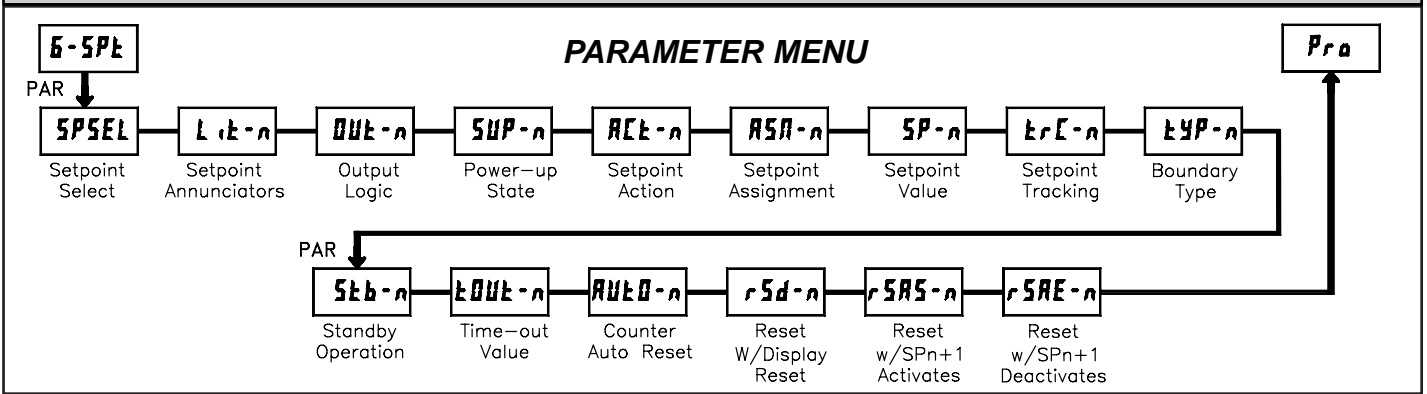 6-SPt
PARAMETER MENU
Pro
PAR
SPSEL
Lit-n
OUt-n
SUP-n
ACt-n
ASN-n
SP-n
trC-n
tYP-n
Setpoint
Select
Setpoint
Annunciators
Output
Logic
Power-up
State
Setpoint
Action
Setpoint
Assignment
Setpoint
Value
Setpoint
Tracking
Boundary
Type
PAR
Stb-n
tOUt-n
AUtO-n
rSd-n
rSAS-n
rSAE-n
Standby
Operation
Time-out
Value
Counter
Auto Reset
Reset
W/Display
Reset
Reset
w/SPn+1
Activates
Reset
w/SPn+1
Deactivates